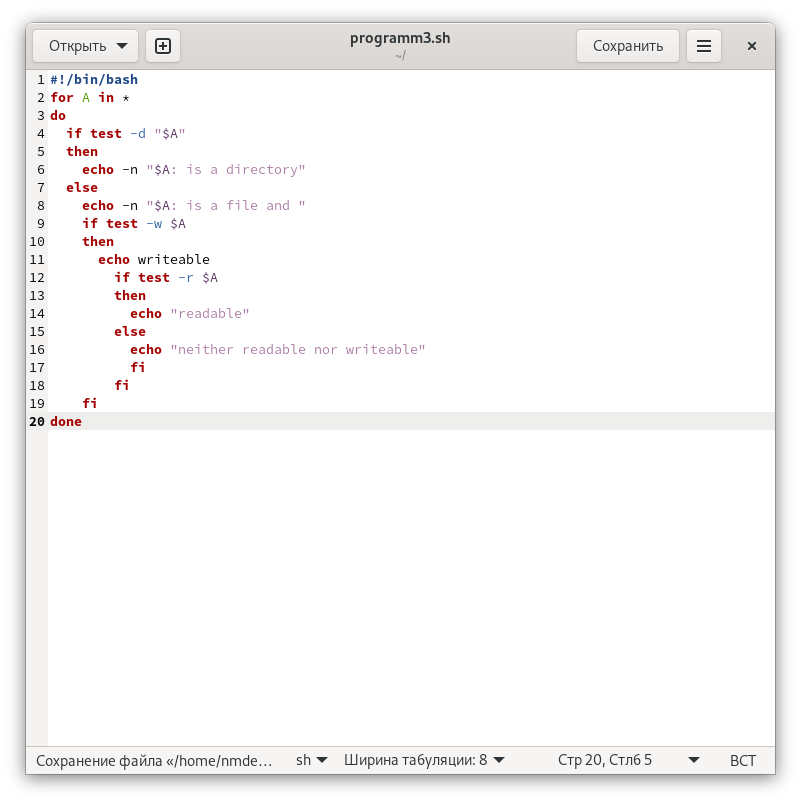 Открыть
programm3.sh
~/
Сохранить
1 #!/bin/bash
2 for A in *
3 do
4   if test -d "$A"
5   then
6     echo -n "$A: is a directory"
7   else
8     echo -n "$A: is a file and "
9     if test -w $A
10     then
11       echo writeable
12         if test -r $A
13         then
14           echo "readable"
15         else
16           echo "neither readable nor writeable"
17           fi
18         fi
19     fi
20 done
Сохранение файла «/home/nmde… sh Ширина табуляции: 8 Стр 20, Стлб 5 ВСТ